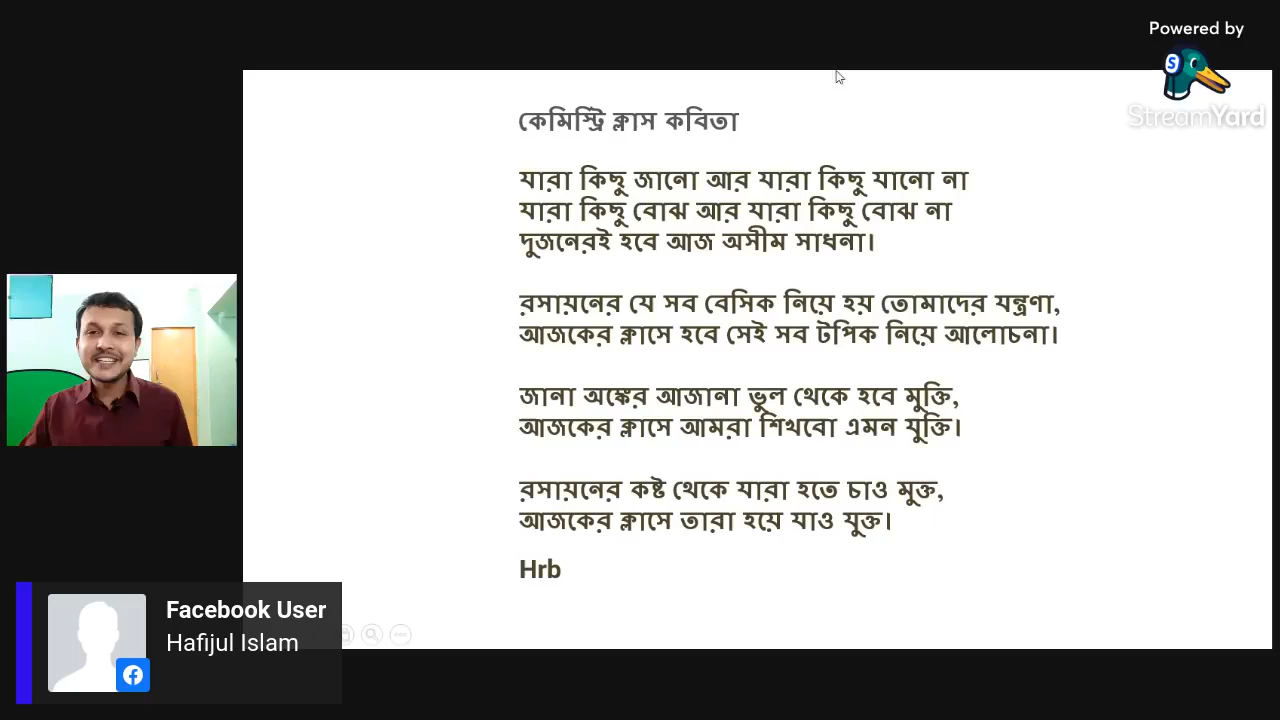 Powered by
StreamYard
কেমিস্ট্রি ক্লাস কবিতা
যারা কিছু জানো আর যারা কিছু যানো না
যারা কিছু বোঝ আর যারা কিছু বোঝ না
দুজনেরই হবে আজ অসীম সাধনা।
রসায়নের যে সব বেসিক নিয়ে হয় তোমাদের যন্ত্রণা,
আজকের ক্লাসে হবে সেই সব টপিক নিয়ে আলোচনা।
জানা অঙ্কের আজানা ভুল থেকে হবে মুক্তি,
আজকের ক্লাসে আমরা শিখবো এমন যুক্তি।
রসায়নের কষ্ট থেকে যারা হতে চাও মুক্ত,
আজকের ক্লাসে তারা হয়ে যাও যুক্ত।
Hrb
Facebook User
Hafijul Islam